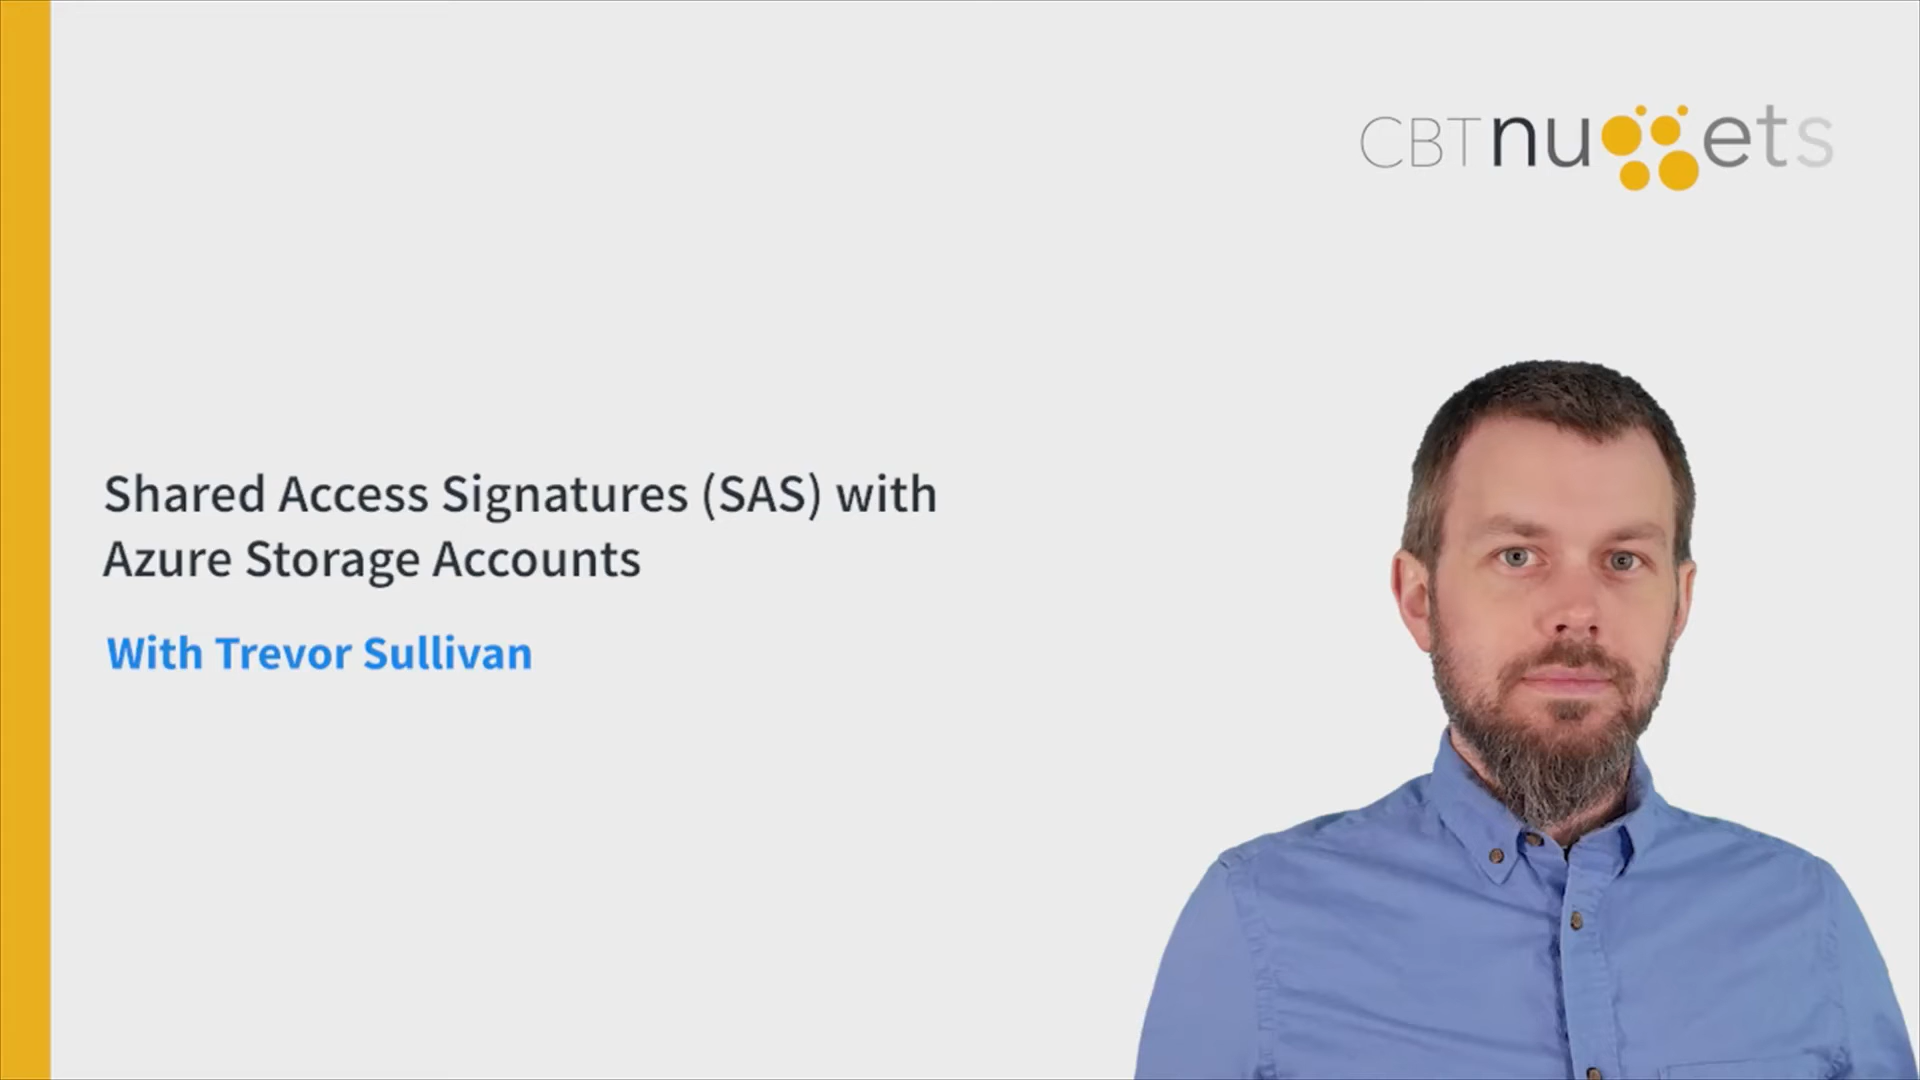 CBTnuggets
Shared Access Signatures (SAS) with
Azure Storage Accounts
With Trevor Sullivan